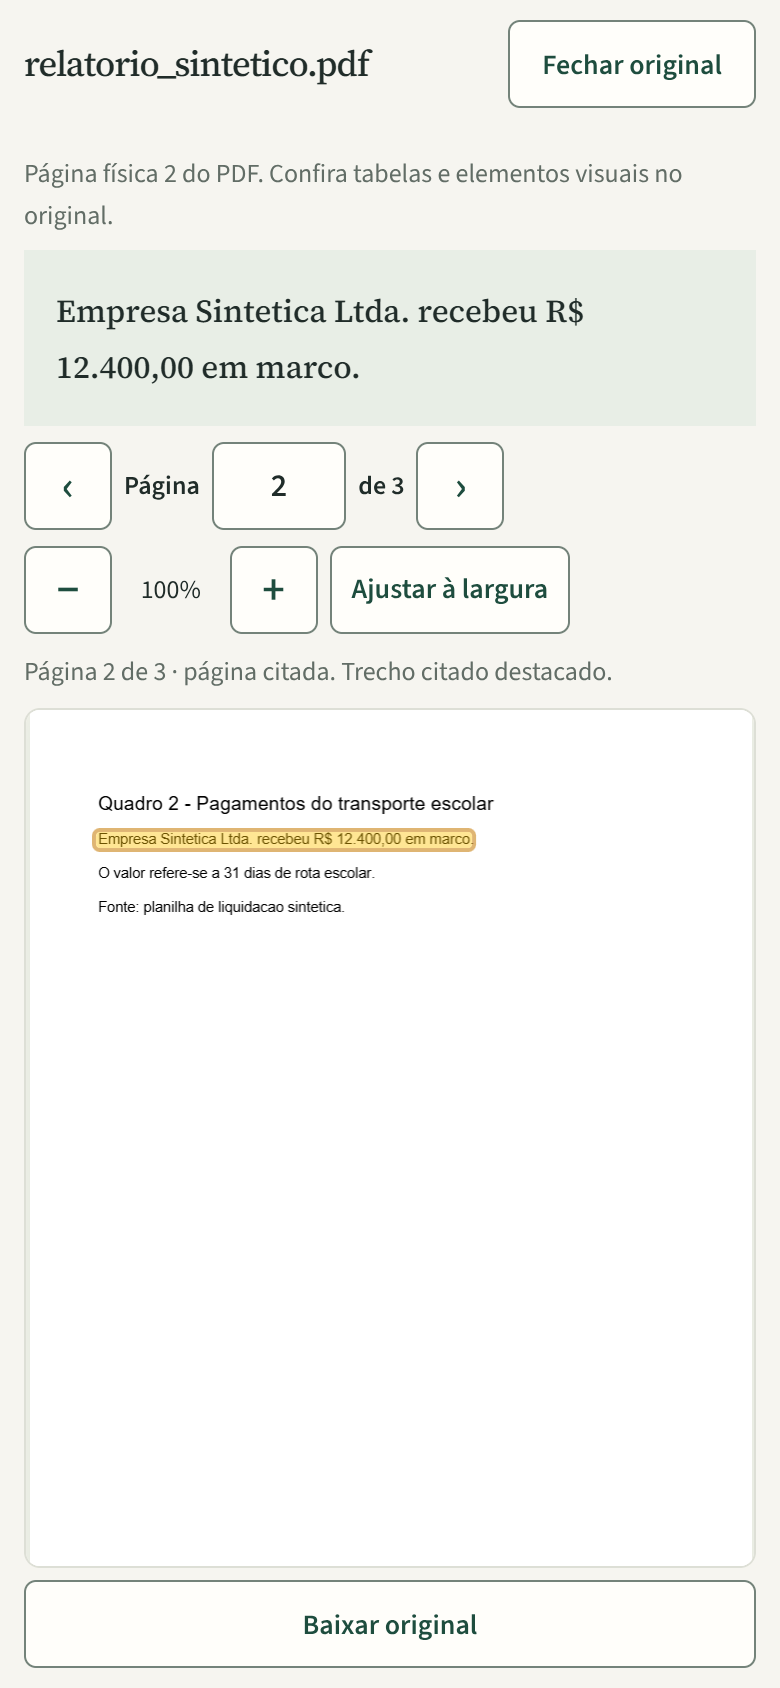 relatorio_sintetico.pdf
Fechar original
Página física 2 do PDF. Confira tabelas e elementos visuais no
original.
Empresa Sintetica Ltda. recebeu R$
12.400,00 em marco.
‹ Página 2 de 3 ›
− 100% + Ajustar à largura
Página 2 de 3 · página citada. Trecho citado destacado.
Quadro 2 - Pagamentos do transporte escolar
Empresa Sintetica Ltda. recebeu R$ 12.400,00 em marco.
O valor refere-se a 31 dias de rota escolar.
Fonte: planilha de liquidacao sintetica.
Baixar original